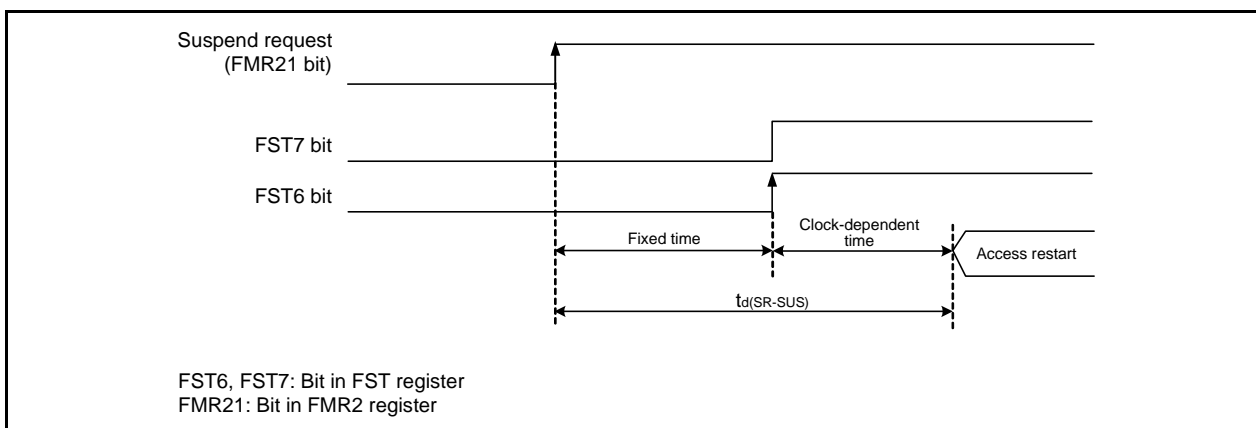 Suspend request
(FMR21 bit)
FST7 bit
FST6 bit
Fixed time
Clock-dependent
time
Access restart
td(SR-SUS)
FST6, FST7: Bit in FST register
FMR21: Bit in FMR2 register